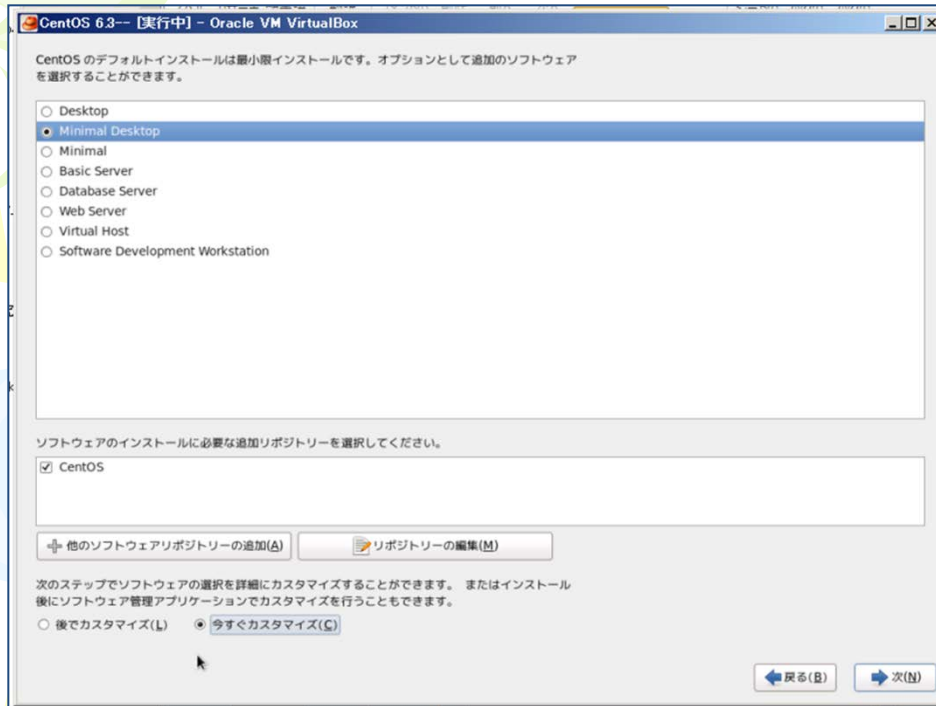 CentOS 6.3-- [実行中] - Oracle VM VirtualBox
CentOS のデフォルトインストールは最小限インストールです。オプションとして追加のソフトウェア
を選択することができます。
Desktop
Minimal Desktop
Minimal
Basic Server
Database Server
Web Server
Virtual Host
Software Development Workstation
ソフトウェアのインストールに必要な追加リポジトリーを選択してください。
CentOS
他のソフトウェアリポジトリーの追加(A) リポジトリーの編集(M)
次のステップでソフトウェアの選択を詳細にカスタマイズすることができます。 またはインストール
後にソフトウェア管理アプリケーションでカスタマイズを行うこともできます。
後でカスタマイズ(L) 今すぐカスタマイズ(C)
戻る(B) 次(N)